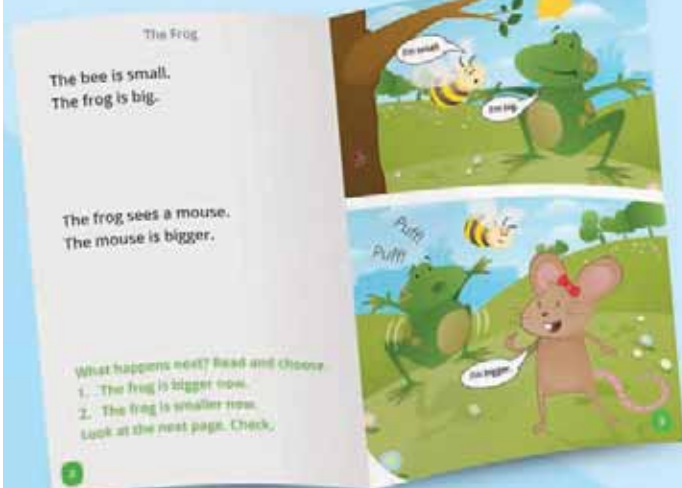 The Frog
The bee is small.
The frog is big.
The frog sees a mouse.
The mouse is bigger.
What happens next? Read and choose.
1. The frog is bigger now.
2. The frog is smaller now.
Look at the next page. Check.
2
I'm small.
I'm big.
Puff!
Puff!
I'm bigger.
3